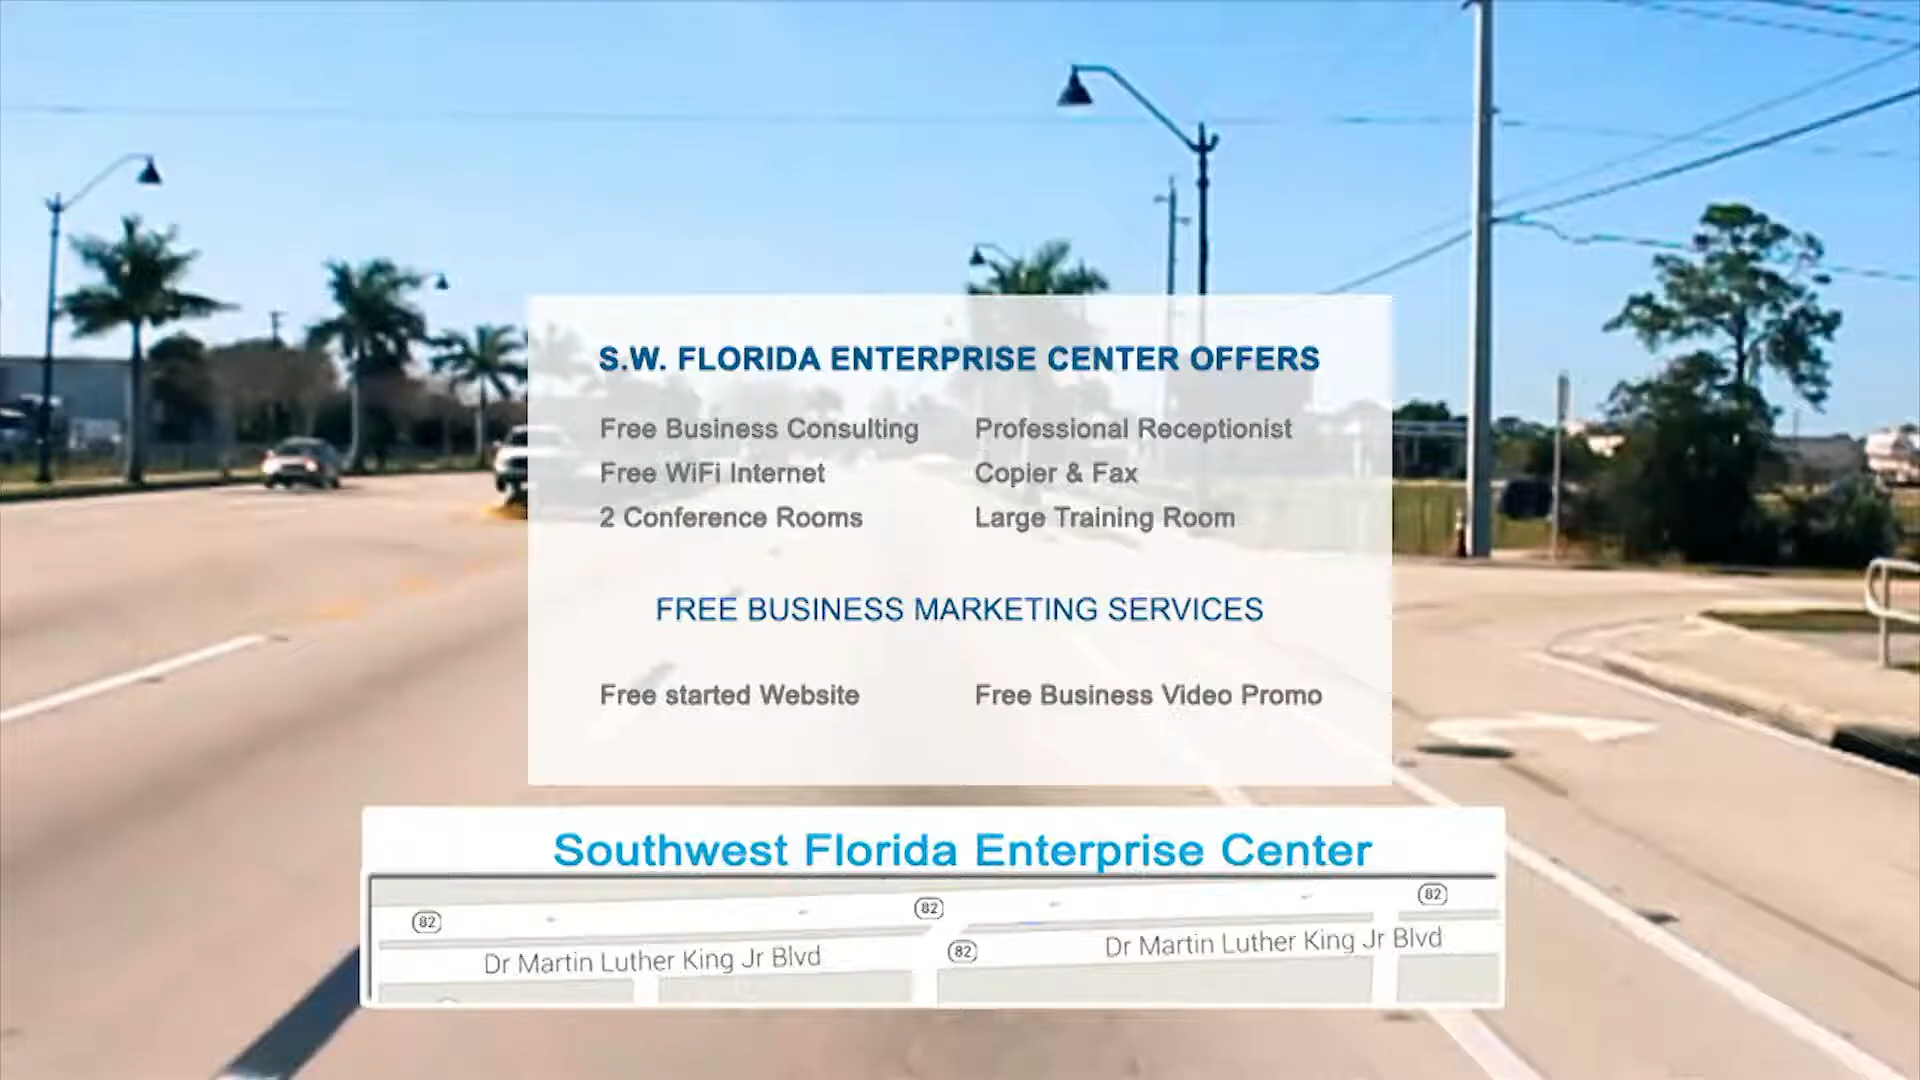 S.W. FLORIDA ENTERPRISE CENTER OFFERS
Free Business Consulting
Professional Receptionist
Free WiFi Internet
Copier & Fax
2 Conference Rooms
Large Training Room
FREE BUSINESS MARKETING SERVICES
Free started Website
Free Business Video Promo
Southwest Florida Enterprise Center
82
82
82
82
Dr Martin Luther King Jr Blvd
Dr Martin Luther King Jr Blvd